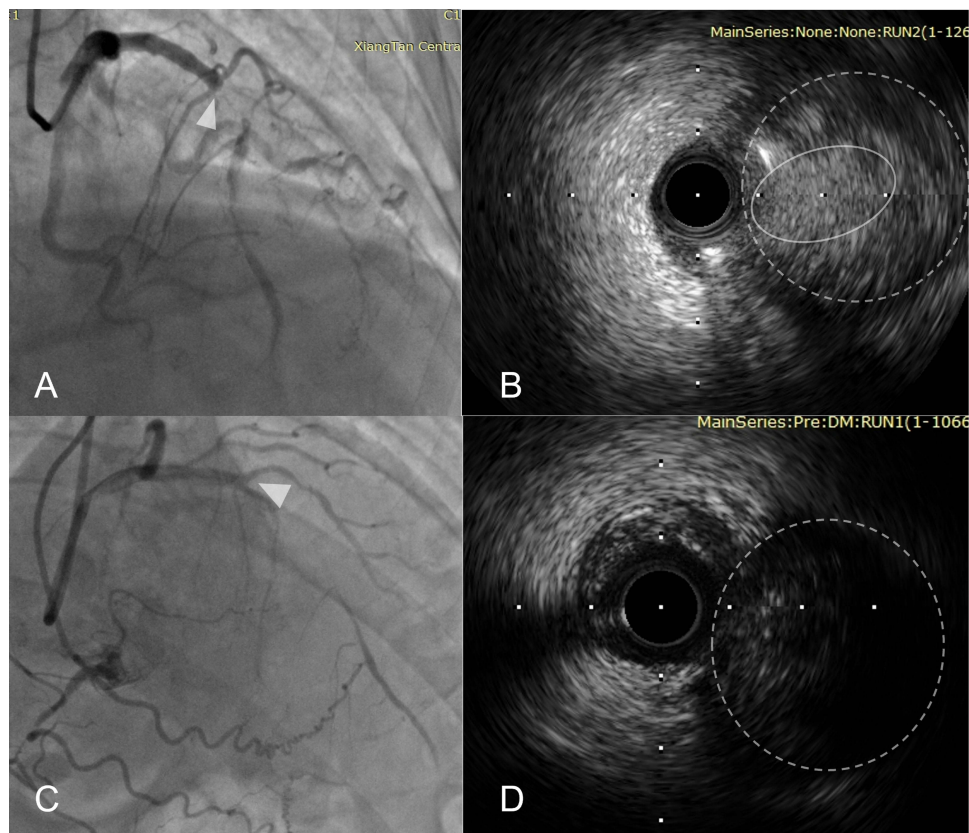 1
C1
XiangTan Centra
MainSeries:None:None:RUN2(1-126
A
B
MainSeries:Pre:DM:RUN1(1-1066
C
D